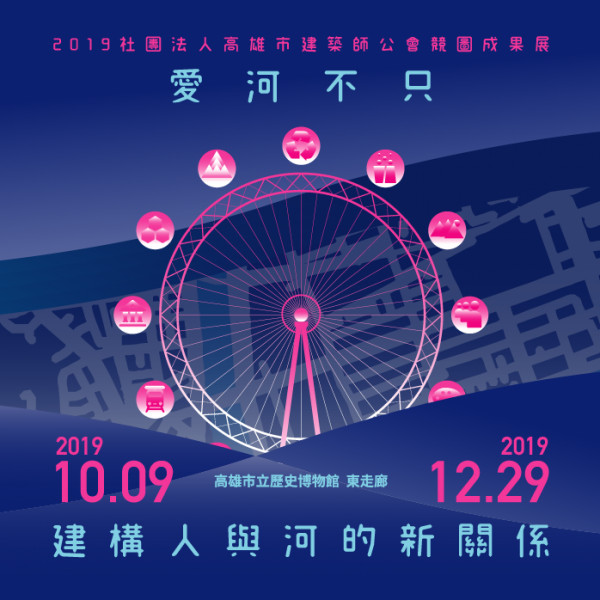 2019社團法人高雄市建築師公會競圖成果展
愛河不只
2019
10.09
高雄市立歷史博物館 東走廊
2019
12.29
建構人與河的新關係